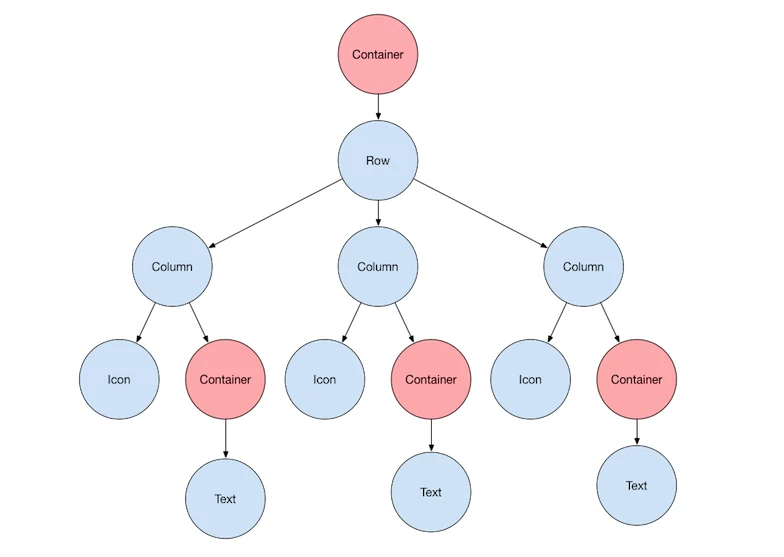 Container
Row
Column
Column
Column
Icon
Container
Icon
Container
Icon
Container
Text
Text
Text